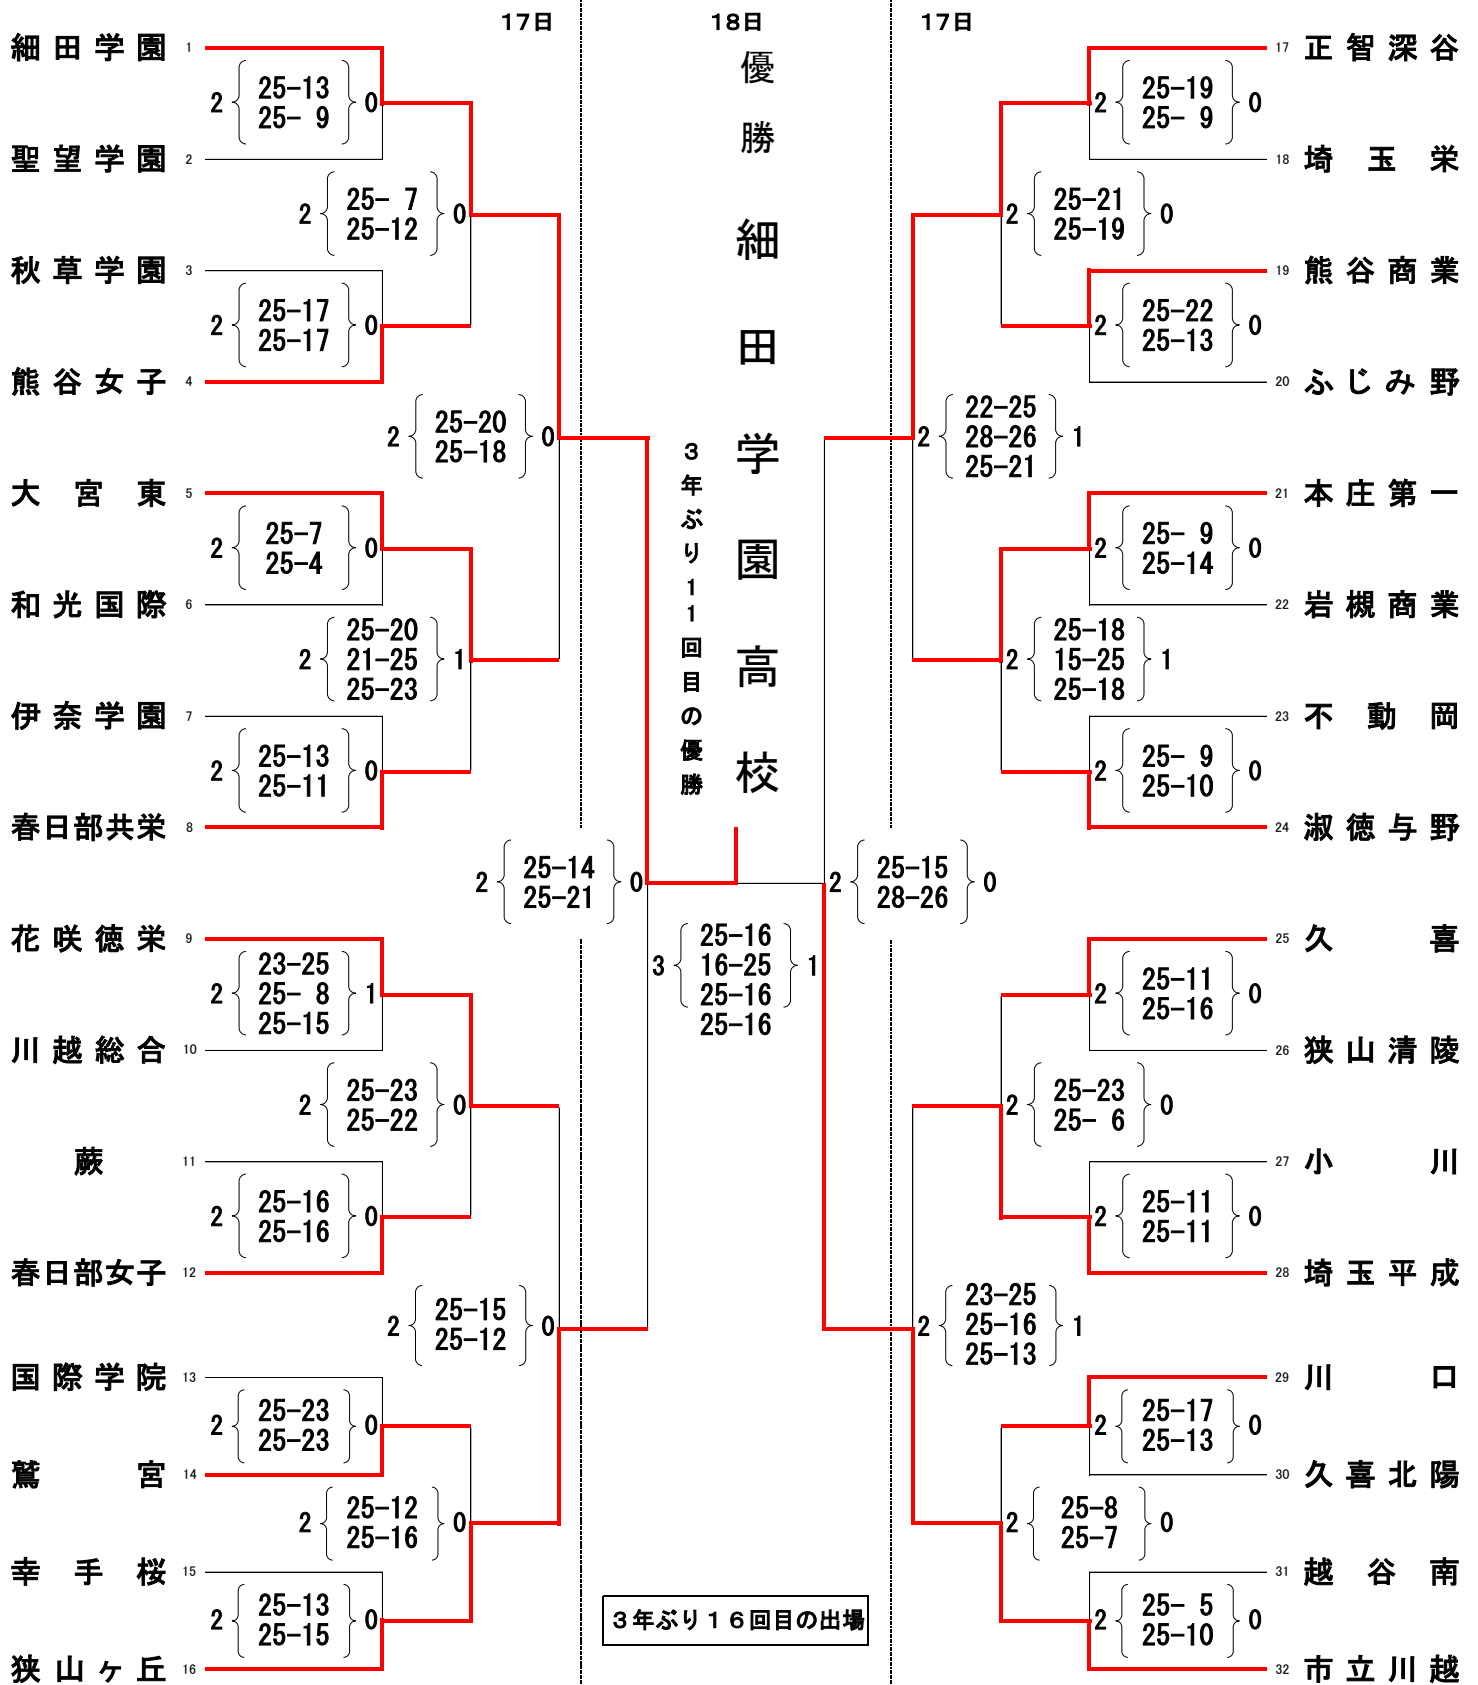 17日
18日
17日
優勝
細田学園高校
3年ぶり11回目の優勝
細田学園 1
2 25-13 0
25- 9
聖望学園 2
2 25- 7 0
25-12
秋草学園 3
2 25-17 0
25-17
熊谷女子 4
2 25-20 0
25-18
大宮東 5
2 25-7 0
25-4
和光国際 6
2 25-20 1
21-25
25-23
伊奈学園 7
2 25-13 0
25-11
春日部共栄 8
2 25-14 0
25-21
花咲徳栄 9
2 23-25 1
25- 8
25-15
川越総合 10
2 25-23 0
25-22
蕨 11
2 25-16 0
25-16
春日部女子 12
2 25-15 0
25-12
国際学院 13
2 25-23 0
25-23
鷲宮 14
2 25-12 0
25-16
幸手桜 15
2 25-13 0
25-15
狭山ヶ丘 16
3 25-16 1
16-25
25-16
25-16
3年ぶり16回目の出場
17 正智深谷
2 25-19 0
25- 9
18 埼玉栄
2 25-21 0
25-19
19 熊谷商業
2 25-22 0
25-13
20 ふじみ野
2 22-25 1
28-26
25-21
21 本庄第一
2 25- 9 0
25-14
22 岩槻商業
2 25-18 1
15-25
25-18
23 不動岡
2 25- 9 0
25-10
24 淑徳与野
2 25-15 0
28-26
25 久喜
2 25-11 0
25-16
26 狭山清陵
2 25-23 0
25- 6
27 小川
2 25-11 0
25-11
28 埼玉平成
2 23-25 1
25-16
25-13
29 川口
2 25-17 0
25-13
30 久喜北陽
2 25-8 0
25-7
31 越谷南
2 25- 5 0
25-10
32 市立川越